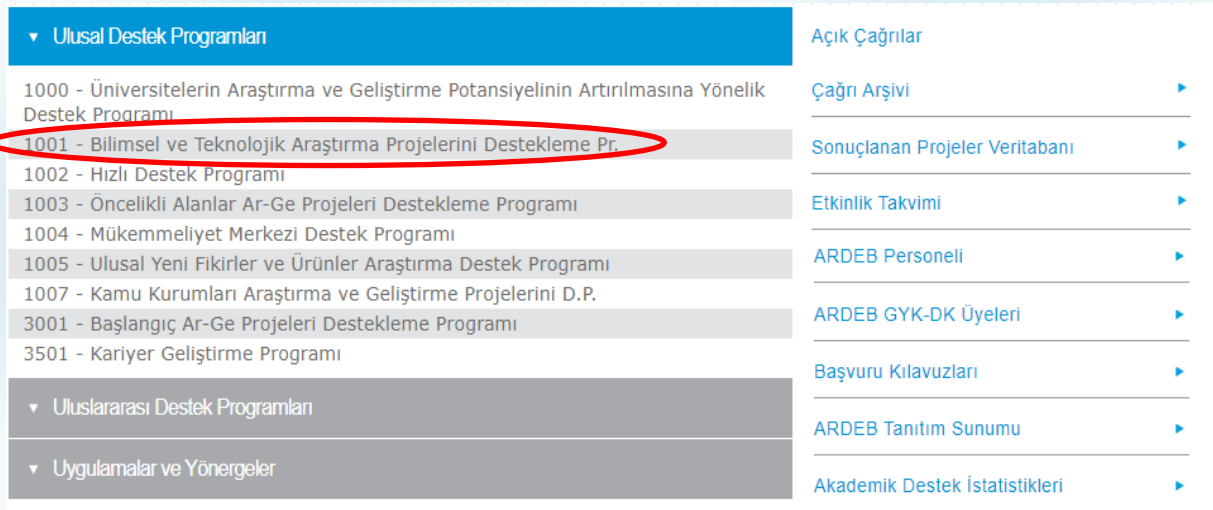 Ulusal Destek Programları
1000 - Üniversitelerin Araştırma ve Geliştirme Potansiyelinin Artırılmasına Yönelik
Destek Programı
1001 - Bilimsel ve Teknolojik Araştırma Projelerini Destekleme Pr.
1002 - Hızlı Destek Programı
1003 - Öncelikli Alanlar Ar-Ge Projeleri Destekleme Programı
1004 - Mükemmeliyet Merkezi Destek Programı
1005 - Ulusal Yeni Fikirler ve Ürünler Araştırma Destek Programı
1007 - Kamu Kurumları Araştırma ve Geliştirme Projelerini D.P.
3001 - Başlangıç Ar-Ge Projeleri Destekleme Programı
3501 - Kariyer Geliştirme Programı
Uluslararası Destek Programları
Uygulamalar ve Yönergeler
Açık Çağrılar
Çağrı Arşivi
Sonuçlanan Projeler Veritabanı
Etkinlik Takvimi
ARDEB Personeli
ARDEB GYK-DK Üyeleri
Başvuru Kılavuzları
ARDEB Tanıtım Sunumu
Akademik Destek İstatistikleri